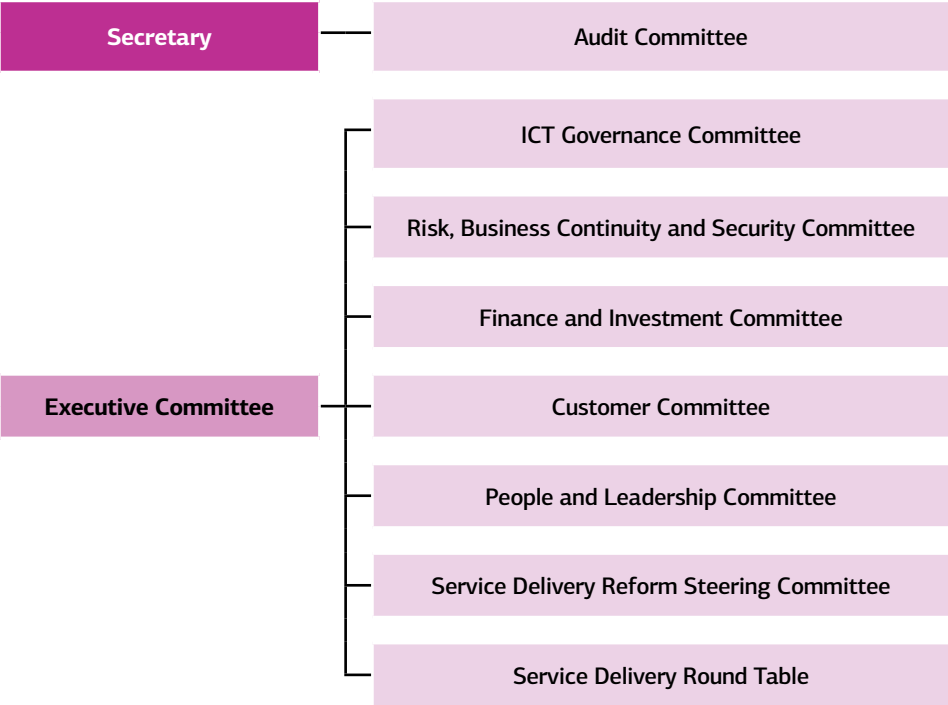 Secretary
Audit Committee
ICT Governance Committee
Risk, Business Continuity and Security Committee
Finance and Investment Committee
Executive Committee
Customer Committee
People and Leadership Committee
Service Delivery Reform Steering Committee
Service Delivery Round Table